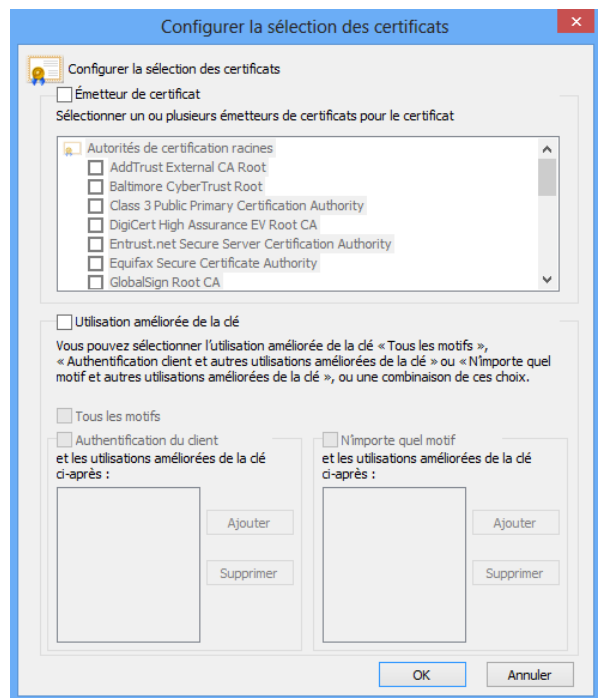 Configurer la sélection des certificats
Configurer la sélection des certificats
Émetteur de certificat
Sélectionner un ou plusieurs émetteurs de certificats pour le certificat
Autorités de certification racines
AddTrust External CA Root
Baltimore CyberTrust Root
Class 3 Public Primary Certification Authority
DigiCert High Assurance EV Root CA
Entrust.net Secure Server Certification Authority
Equifax Secure Certificate Authority
GlobalSign Root CA
Utilisation améliorée de la clé
Vous pouvez sélectionner l'utilisation améliorée de la clé « Tous les motifs »,
« Authentification client et autres utilisations améliorées de la clé » ou « N'importe quel
motif et autres utilisations améliorées de la clé », ou une combinaison de ces choix.
Tous les motifs
Authentification du client
et les utilisations améliorées de la clé
ci-après :
Ajouter
Supprimer
N'importe quel motif
et les utilisations améliorées de la clé
ci-après :
Ajouter
Supprimer
OK
Annuler